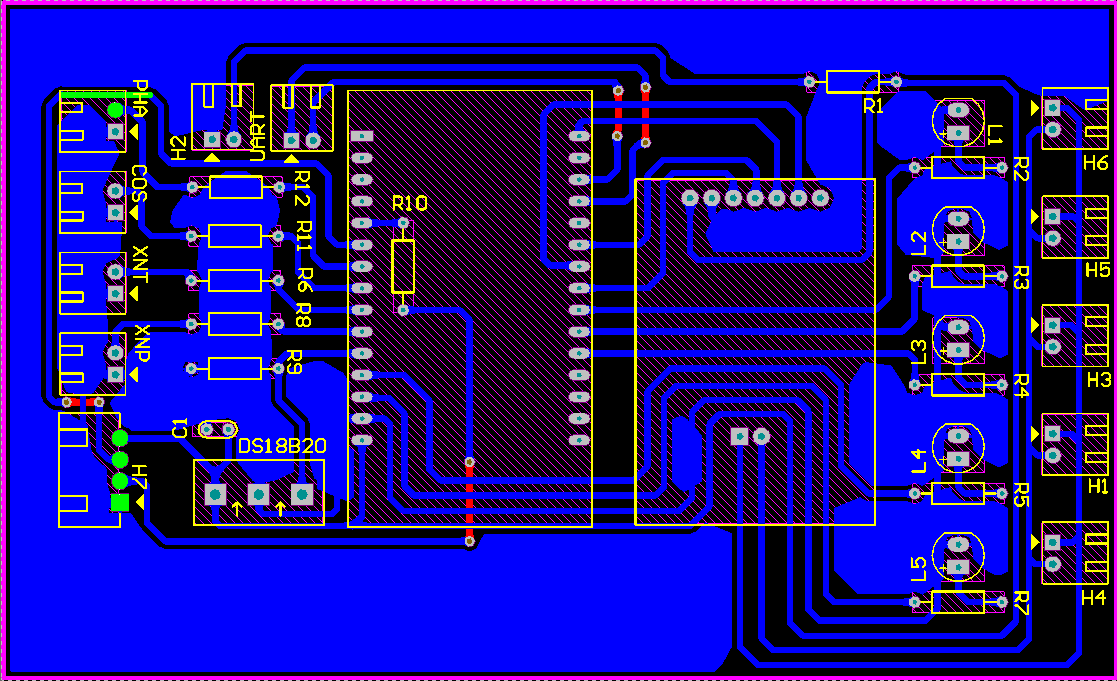 PHA
H2
UART
R1
L1
H6
COS
R12
R10
R2
XNT
R11
L2
H5
R6
R3
XNP
R8
L3
H3
R9
R4
C1
DS18B20
H7
L4
H1
R5
L5
R7
H4